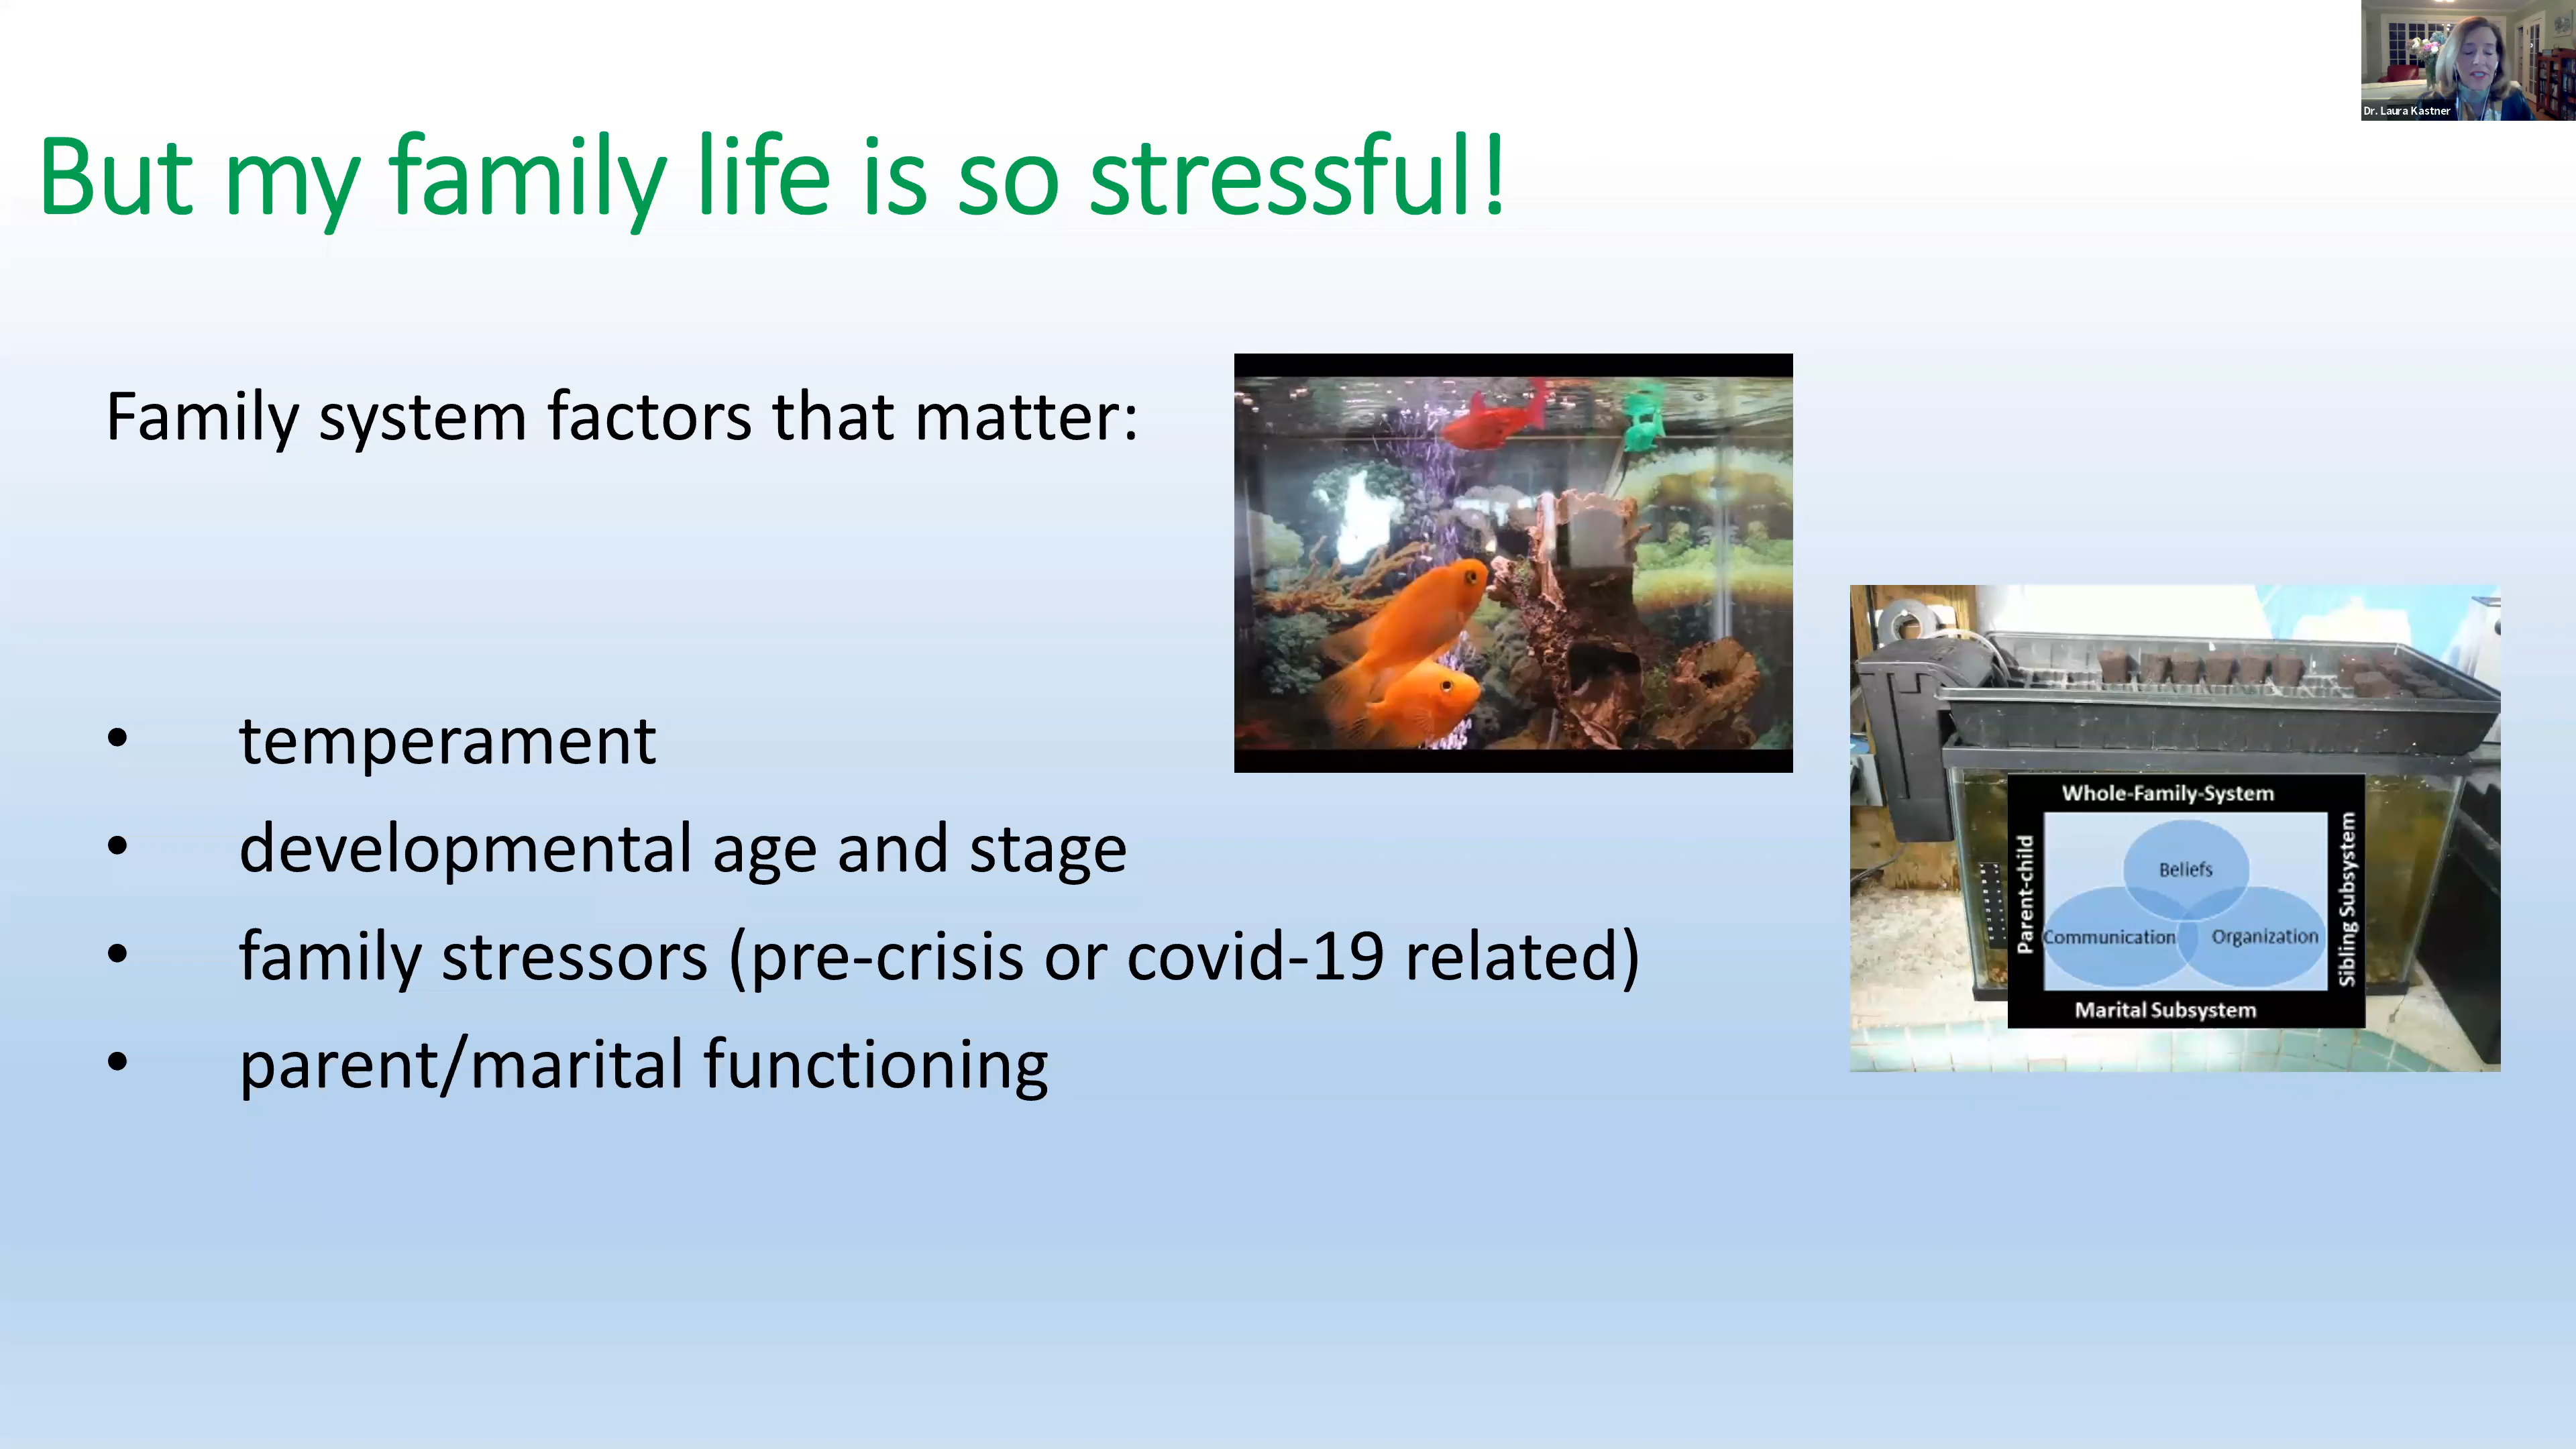 Dr. Laura Kastner
But my family life is so stressful!
Family system factors that matter:
• temperament
• developmental age and stage
• family stressors (pre-crisis or covid-19 related)
• parent/marital functioning
Whole-Family-System
Parent-child
Beliefs
Communication
Organization
Sibling Subsystem
Marital Subsystem